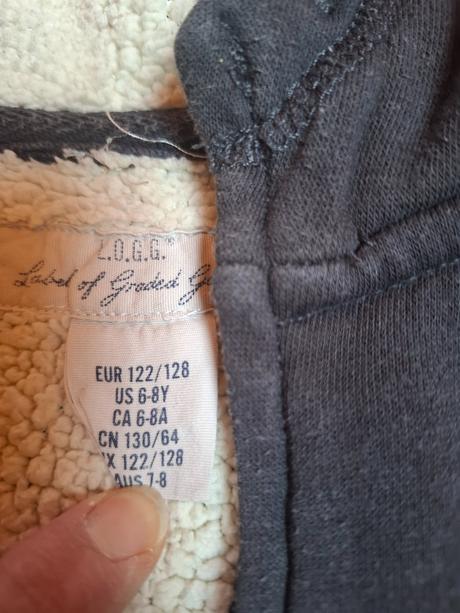 L.O.G.G.
Label of Graded
EUR 122/128
US 6-8Y
CA 6-8A
CN 130/64
X 122/128
AUS 7-8